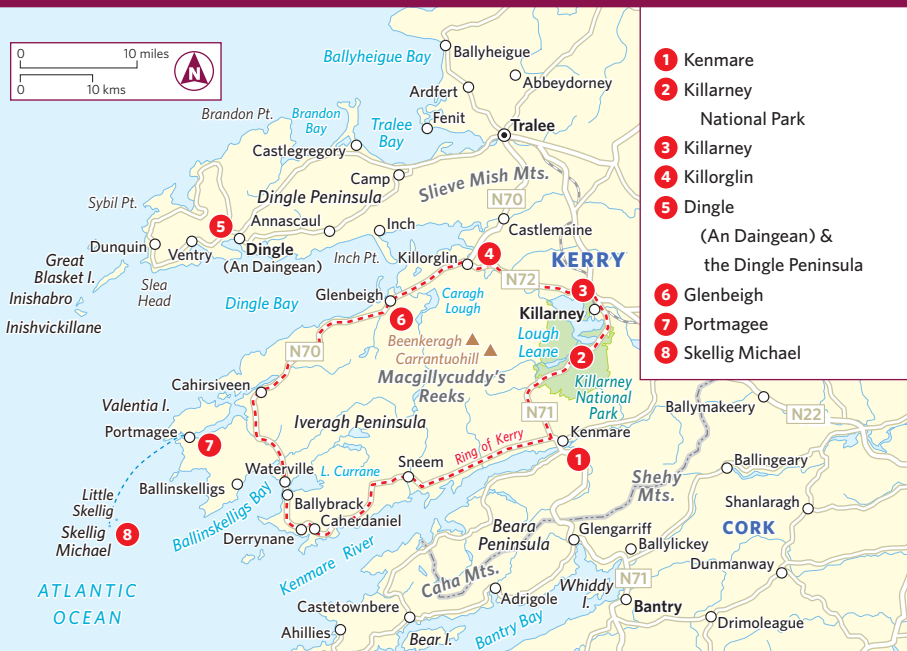 0 10 miles
0 10 kms
N
1 Kenmare
2 Killarney
National Park
3 Killarney
4 Killorglin
5 Dingle
(An Daingean) &
the Dingle Peninsula
6 Glenbeigh
7 Portmagee
8 Skellig Michael
Ballyheigue Bay
Ballyheigue
Abbeydorney
Ardfert
Brandon Pt.
Brandon
Bay
Tralee
Bay
Fenit
Tralee
Castlegregory
Camp
Slieve Mish Mts.
Dingle Peninsula
N70
Sybil Pt.
5
Annascaul
Inch
Castlemaine
Dunquin
Ventry
Dingle
(An Daingean)
Inch Pt.
Killorglin
4
KERRY
Great
Blasket I.
Slea
Head
Inishabro
Inishvickillane
Dingle Bay
Glenbeigh
6
Caragh
Lough
N72
3
Killarney
Beenkeragh
Carrantuohill
Lough
Leane
2
N70
Macgillycuddy's
Reeks
Killarney
National
Park
Cahirsiveen
Valentia I.
Iveragh Peninsula
N71
Ballymakeery
N22
Portmagee
7
Kenmare
1
Ring of Kerry
Waterville
L. Currane
Sneem
Ballingeary
Ballinskelligs
Shehy
Mts.
Little
Skellig
Skellig
Michael
8
Ballinskelligs Bay
Ballybrack
Caherdaniel
Derrynane
Shanlaragh
CORK
Beara
Peninsula
Glengarriff
Ballylickey
Kenmare River
Caha Mts.
Dunmanway
ATLANTIC
OCEAN
Adrigole
Whiddy
I.
N71
Bantry
Castetownbere
Ahillies
Bear I.
Bantry Bay
Drimoleague